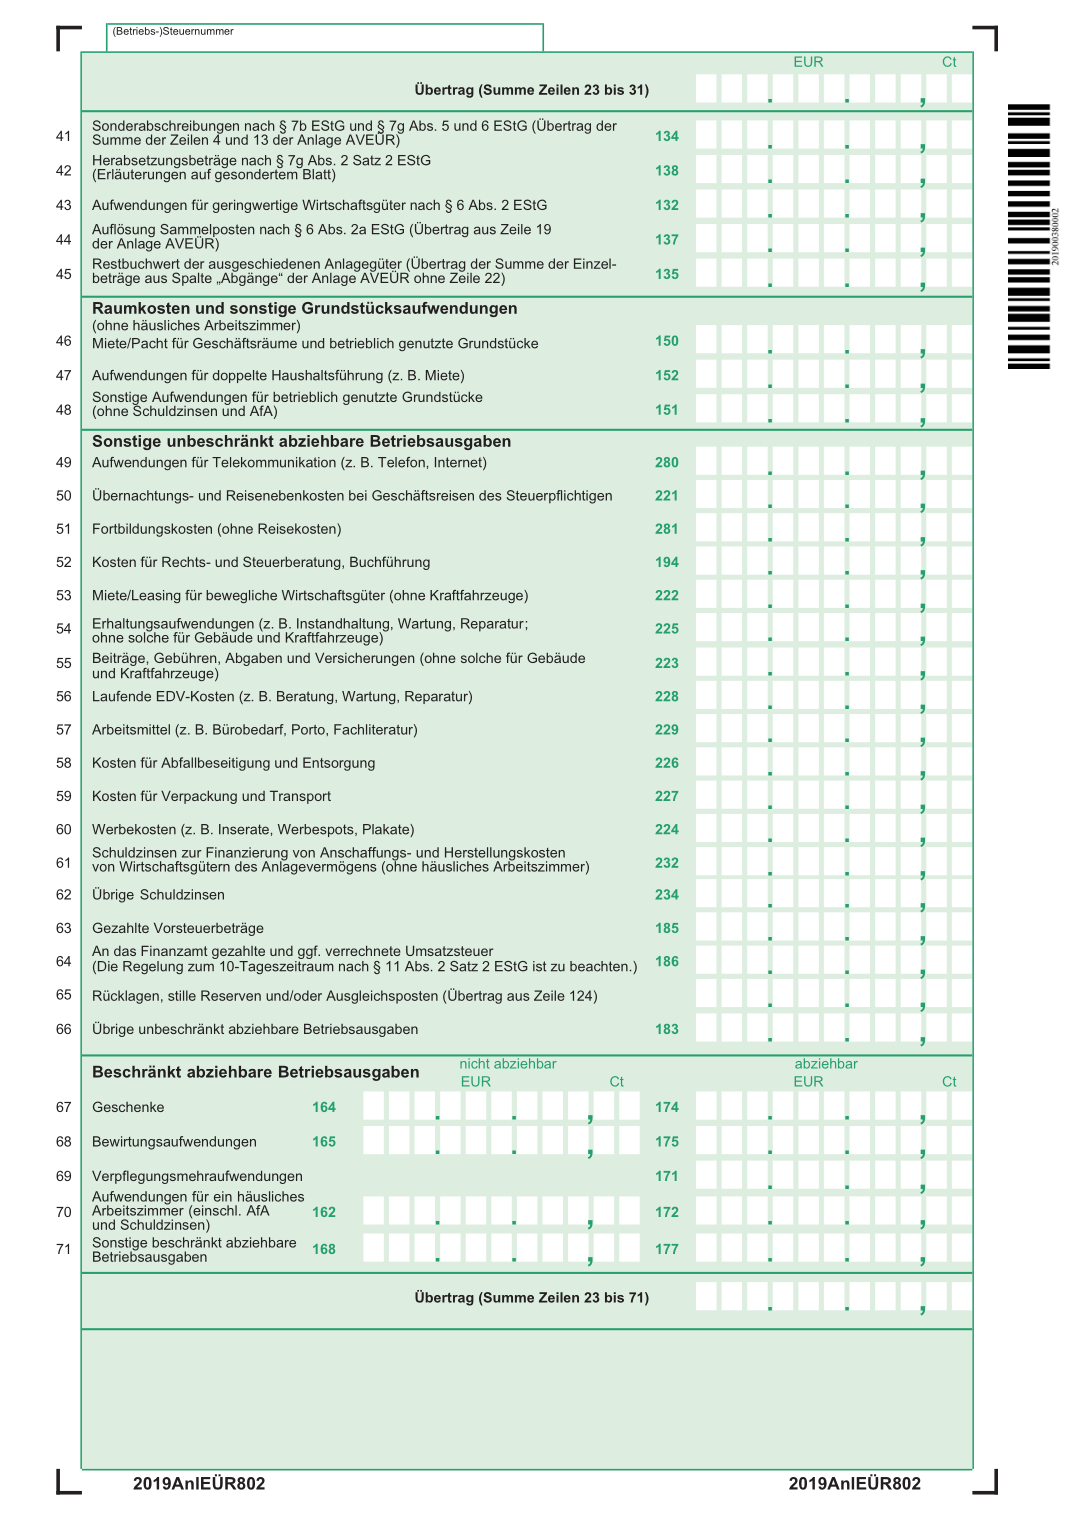 (Betriebs-)Steuernummer
EUR Ct
Übertrag (Summe Zeilen 23 bis 31) . . ,
41 Sonderabschreibungen nach § 7b EStG und § 7g Abs. 5 und 6 EStG (Übertrag der
Summe der Zeilen 4 und 13 der Anlage AVEÜR) 134 . . ,
42 Herabsetzungsbeträge nach § 7g Abs. 2 Satz 2 EStG
(Erläuterungen auf gesondertem Blatt) 138 . . ,
43 Aufwendungen für geringwertige Wirtschaftsgüter nach § 6 Abs. 2 EStG 132 . . ,
44 Auflösung Sammelposten nach § 6 Abs. 2a EStG (Übertrag aus Zeile 19
der Anlage AVEÜR) 137 . . ,
45 Restbuchwert der ausgeschiedenen Anlagegüter (Übertrag der Summe der Einzel-
beträge aus Spalte „Abgänge“ der Anlage AVEÜR ohne Zeile 22) 135 . . ,
Raumkosten und sonstige Grundstücksaufwendungen
(ohne häusliches Arbeitszimmer)
46 Miete/Pacht für Geschäftsräume und betrieblich genutzte Grundstücke 150 . . ,
47 Aufwendungen für doppelte Haushaltsführung (z. B. Miete) 152 . . ,
48 Sonstige Aufwendungen für betrieblich genutzte Grundstücke
(ohne Schuldzinsen und AfA) 151 . . ,
Sonstige unbeschränkt abziehbare Betriebsausgaben
49 Aufwendungen für Telekommunikation (z. B. Telefon, Internet) 280 . . ,
50 Übernachtungs- und Reisenebenkosten bei Geschäftsreisen des Steuerpflichtigen 221 . . ,
51 Fortbildungskosten (ohne Reisekosten) 281 . . ,
52 Kosten für Rechts- und Steuerberatung, Buchführung 194 . . ,
53 Miete/Leasing für bewegliche Wirtschaftsgüter (ohne Kraftfahrzeuge) 222 . . ,
54 Erhaltungsaufwendungen (z. B. Instandhaltung, Wartung, Reparatur;
ohne solche für Gebäude und Kraftfahrzeuge) 225 . . ,
55 Beiträge, Gebühren, Abgaben und Versicherungen (ohne solche für Gebäude
und Kraftfahrzeuge) 223 . . ,
56 Laufende EDV-Kosten (z. B. Beratung, Wartung, Reparatur) 228 . . ,
57 Arbeitsmittel (z. B. Bürobedarf, Porto, Fachliteratur) 229 . . ,
58 Kosten für Abfallbeseitigung und Entsorgung 226 . . ,
59 Kosten für Verpackung und Transport 227 . . ,
60 Werbekosten (z. B. Inserate, Werbespots, Plakate) 224 . . ,
61 Schuldzinsen zur Finanzierung von Anschaffungs- und Herstellungskosten
von Wirtschaftsgütern des Anlagevermögens (ohne häusliches Arbeitszimmer) 232 . . ,
62 Übrige Schuldzinsen 234 . . ,
63 Gezahlte Vorsteuerbeträge 185 . . ,
64 An das Finanzamt gezahlte und ggf. verrechnete Umsatzsteuer
(Die Regelung zum 10-Tageszeitraum nach § 11 Abs. 2 Satz 2 EStG ist zu beachten.) 186 . . ,
65 Rücklagen, stille Reserven und/oder Ausgleichsposten (Übertrag aus Zeile 124) . . ,
66 Übrige unbeschränkt abziehbare Betriebsausgaben 183 . . ,
Beschränkt abziehbare Betriebsausgaben nicht abziehbar abziehbar
EUR Ct EUR Ct
67 Geschenke 164 . . , 174 . . ,
68 Bewirtungsaufwendungen 165 . . , 175 . . ,
69 Verpflegungsmehraufwendungen 171 . . ,
70 Aufwendungen für ein häusliches
Arbeitszimmer (einschl. AfA
und Schuldzinsen) 162 . . , 172 . . ,
71 Sonstige beschränkt abziehbare
Betriebsausgaben 168 . . , 177 . . ,
Übertrag (Summe Zeilen 23 bis 71) . . ,
2019AnlEÜR802 2019AnlEÜR802
201900380002